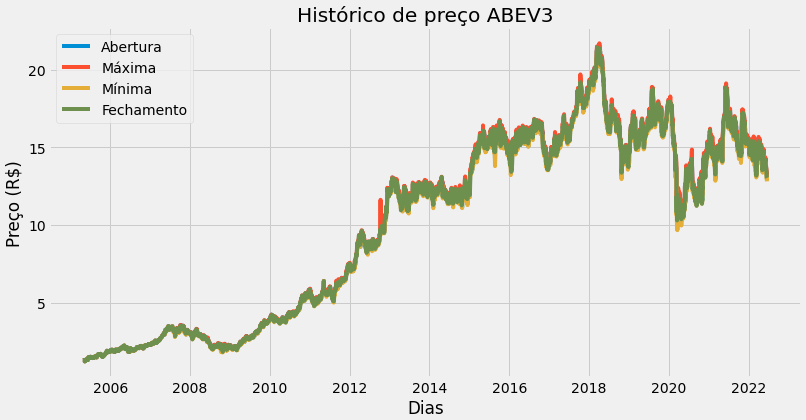 Histórico de preço ABEV3
Abertura
Máxima
Mínima
Fechamento
Preço (R$)
20
15
10
5
2006 2008 2010 2012 2014 2016 2018 2020 2022
Dias